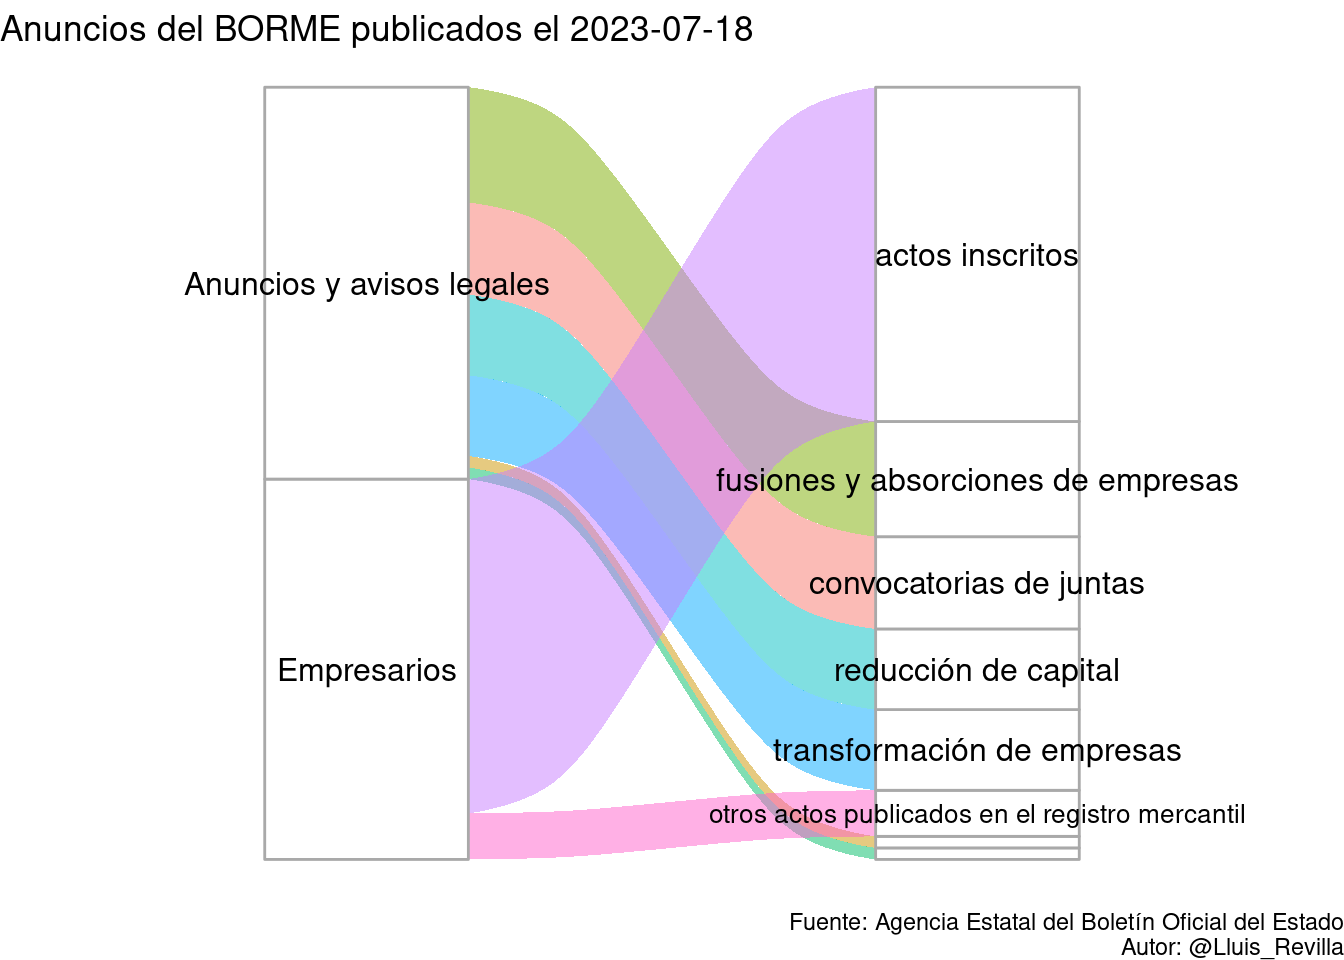 Anuncios del BORME publicados el 2023-07-18
Anuncios y avisos legales
Empresarios
actos inscritos
fusiones y absorciones de empresas
convocatorias de juntas
reducción de capital
transformación de empresas
otros actos publicados en el registro mercantil
Fuente: Agencia Estatal del Boletín Oficial del Estado
Autor: @Lluis_Revilla